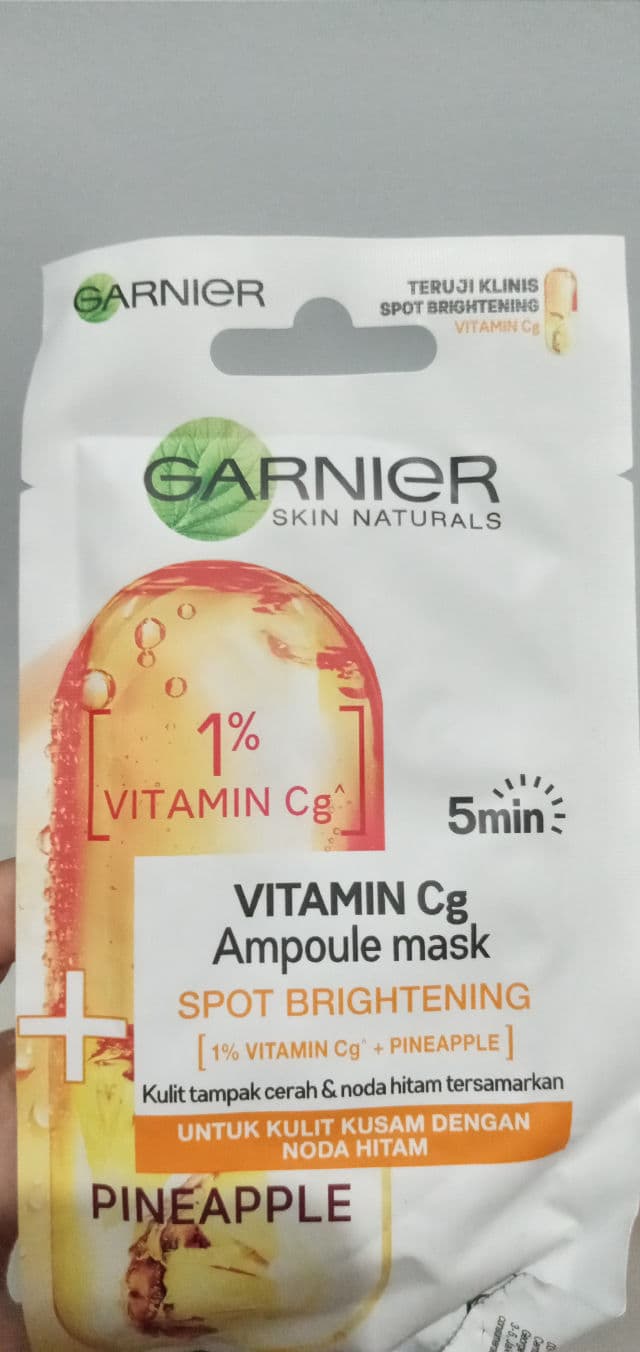 GARNIER
TERUJI KLINIS
SPOT BRIGHTENING
VITAMIN Cg
GARNIER
SKIN NATURALS
1%
VITAMIN Cg^
5min
VITAMIN Cg
Ampoule mask
SPOT BRIGHTENING
[1% VITAMIN Cg^ + PINEAPPLE]
Kulit tampak cerah & noda hitam tersamarkan
UNTUK KULIT KUSAM DENGAN
NODA HITAM
PINEAPPLE